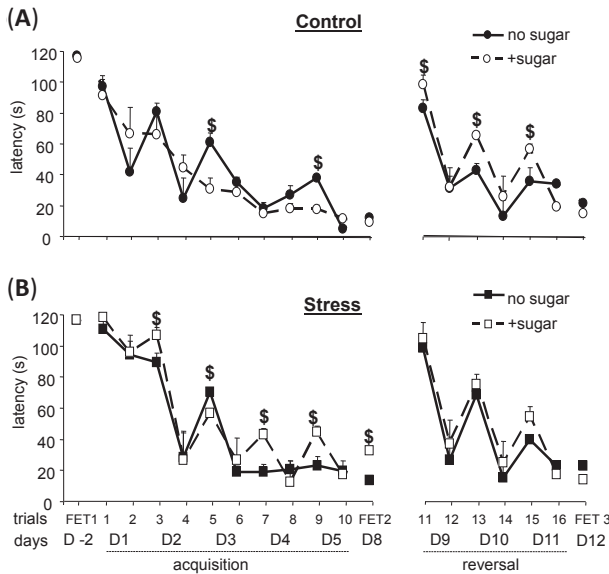 (A)
Control
no sugar
+sugar
latency (s)
120
100
80
60
40
20
0
$
$
$
$
$
(B)
Stress
no sugar
+sugar
latency (s)
120
100
80
60
40
20
0
$
$
$
$
$
trials FET1 1 2 3 4 5 6 7 8 9 10 FET2 11 12 13 14 15 16 FET 3
days D -2 D1 D2 D3 D4 D5 D8 D9 D10 D11 D12
acquisition reversal